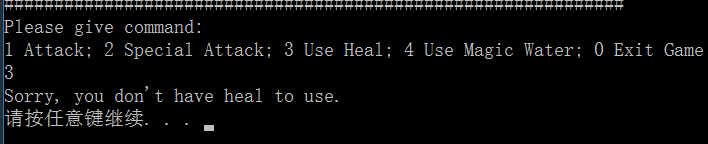 ##############################################################
Please give command:
1 Attack; 2 Special Attack; 3 Use Heal; 4 Use Magic Water; 0 Exit Game
3
Sorry, you don't have heal to use.
请按任意键继续. . .